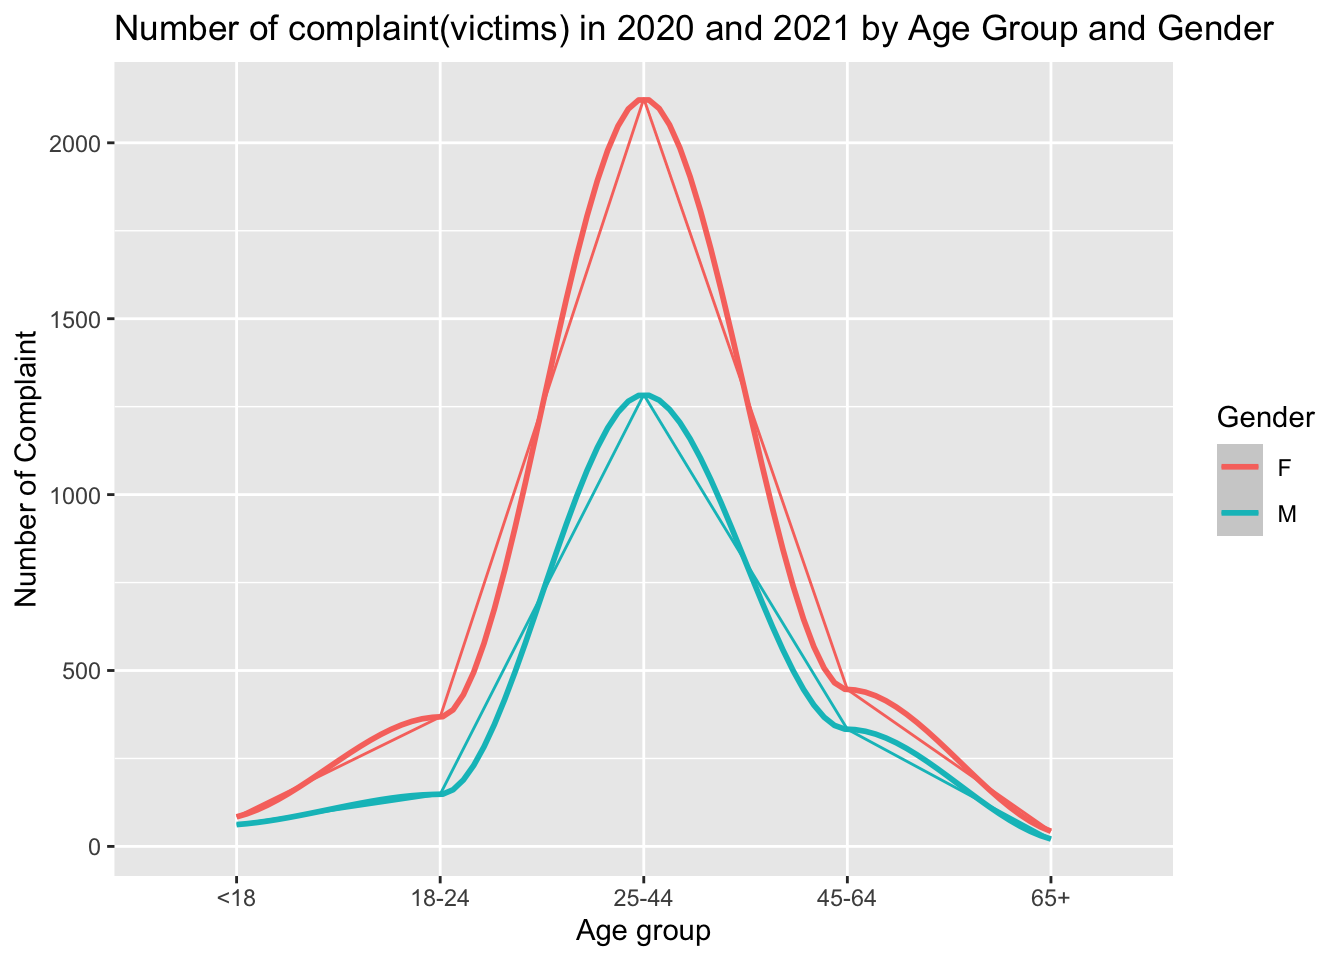 Number of complaint(victims) in 2020 and 2021 by Age Group and Gender
Number of Complaint
2000
1500
1000
500
0
<18
18-24
25-44
45-64
65+
Age group
Gender
F
M